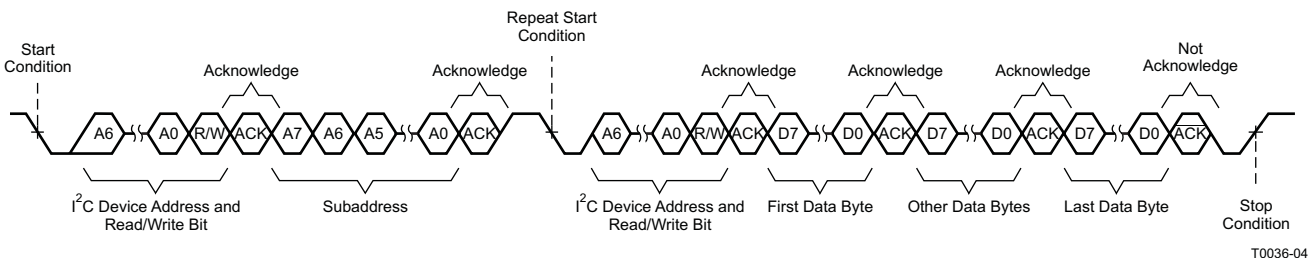 Start
Condition
Repeat Start
Condition
Not
Acknowledge
Acknowledge
Acknowledge
Acknowledge
Acknowledge
Acknowledge
A6 A0 R/W ACK A7 A6 A5 A0 ACK A6 A0 R/W ACK D7 D0 ACK D7 D0 ACK D7 D0 ACK
I2C Device Address and
Read/Write Bit
Subaddress
I2C Device Address and
Read/Write Bit
First Data Byte
Other Data Bytes
Last Data Byte
Stop
Condition
T0036-04